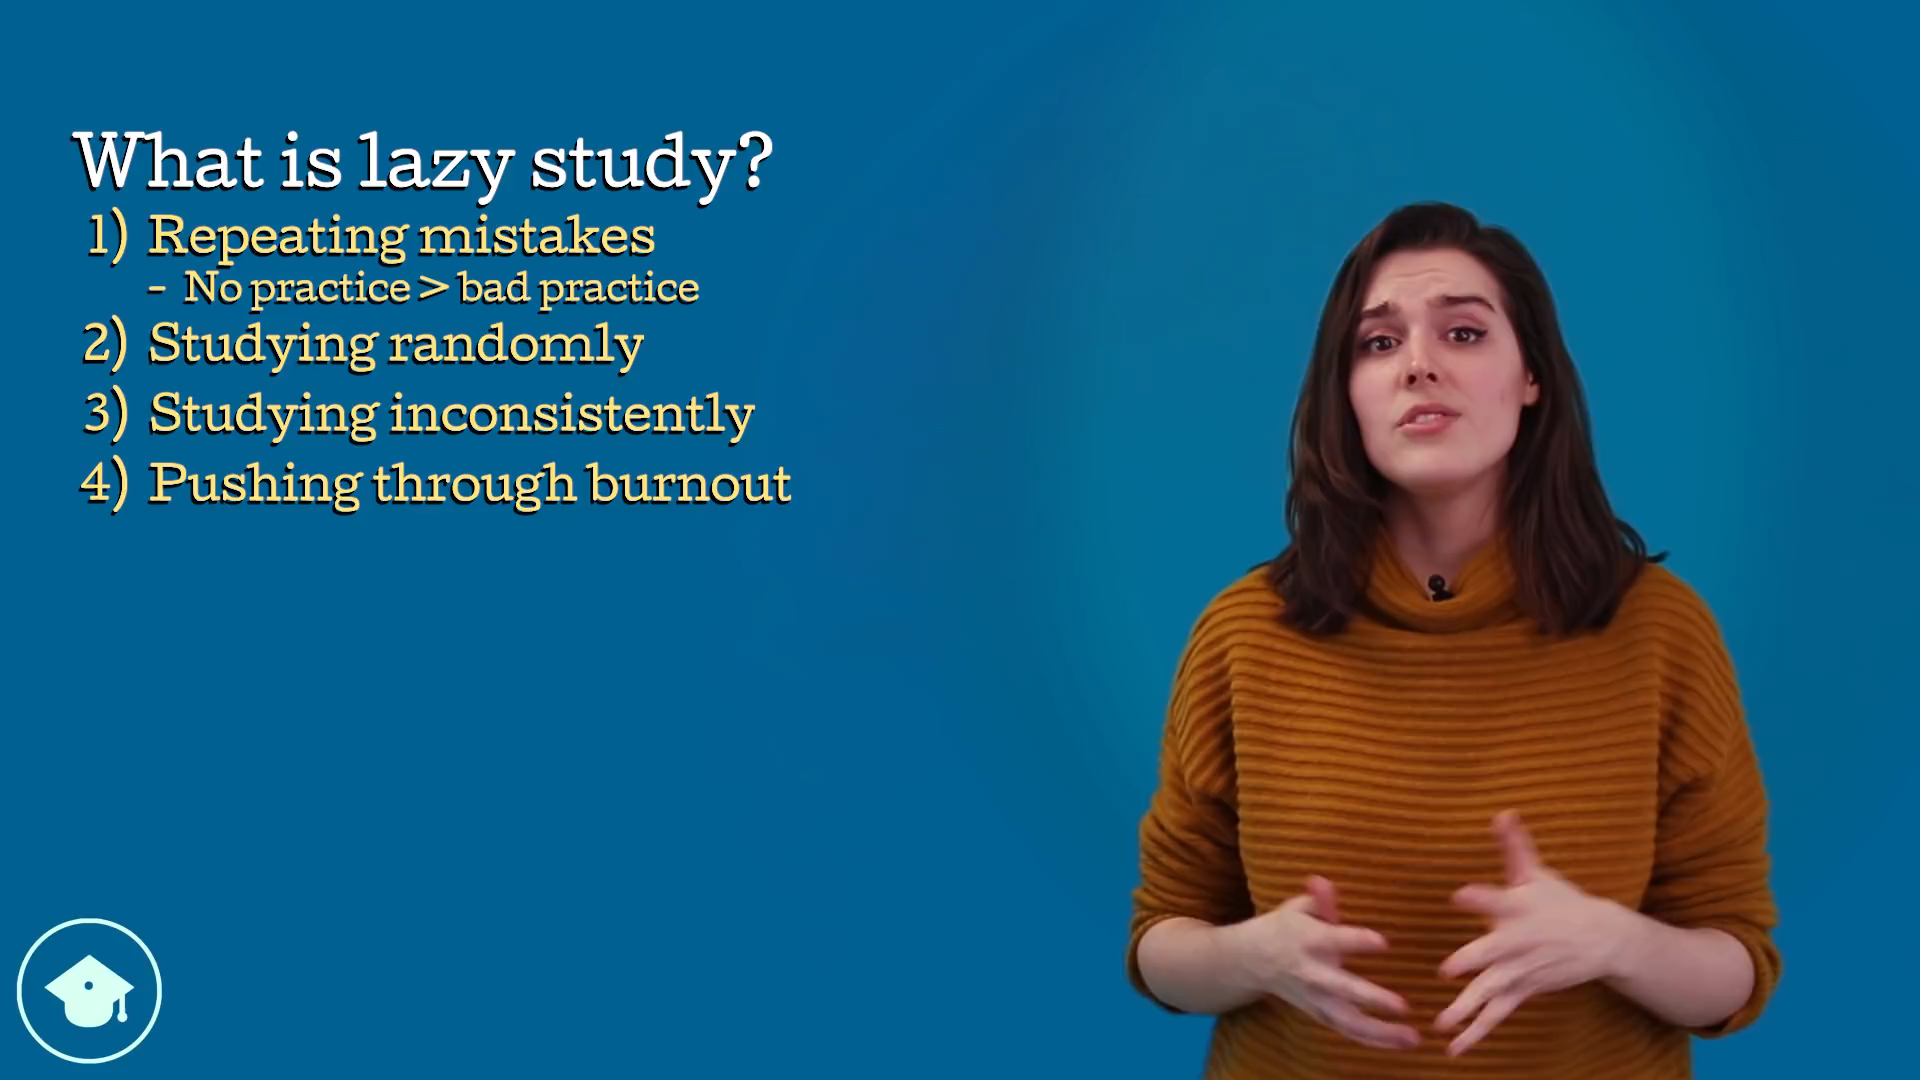 What is lazy study?
1) Repeating mistakes
- No practice > bad practice
2) Studying randomly
3) Studying inconsistently
4) Pushing through burnout